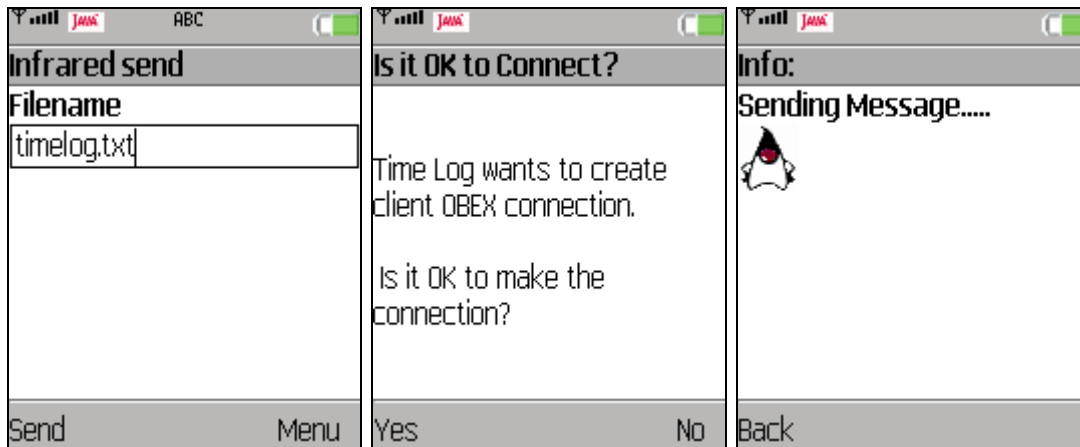 JAVA
ABC
Infrared send
Filename
timelog.txt
Send
Menu
JAVA
Is it OK to Connect?
Time Log wants to create
client OBEX connection.
Is it OK to make the
connection?
Yes
No
JAVA
Info:
Sending Message.....
Back